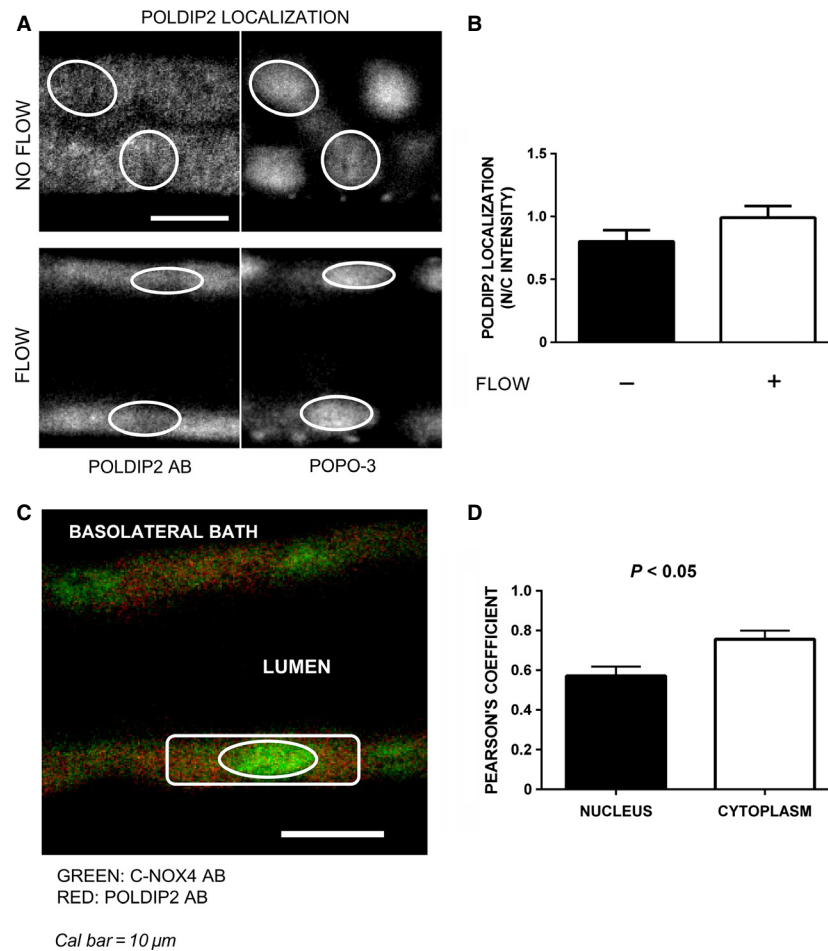 A
POLDIP2 LOCALIZATION
NO FLOW
FLOW
POLDIP2 AB
POPO-3
B
POLDIP2 LOCALIZATION
(N/C INTENSITY)
1.5
1.0
0.5
0
FLOW
–
+
C
BASOLATERAL BATH
LUMEN
GREEN: C-NOX4 AB
RED: POLDIP2 AB
Cal bar = 10 µm
D
P < 0.05
PEARSON'S COEFFICIENT
1.0
0.8
0.6
0.4
0.2
0
NUCLEUS
CYTOPLASM